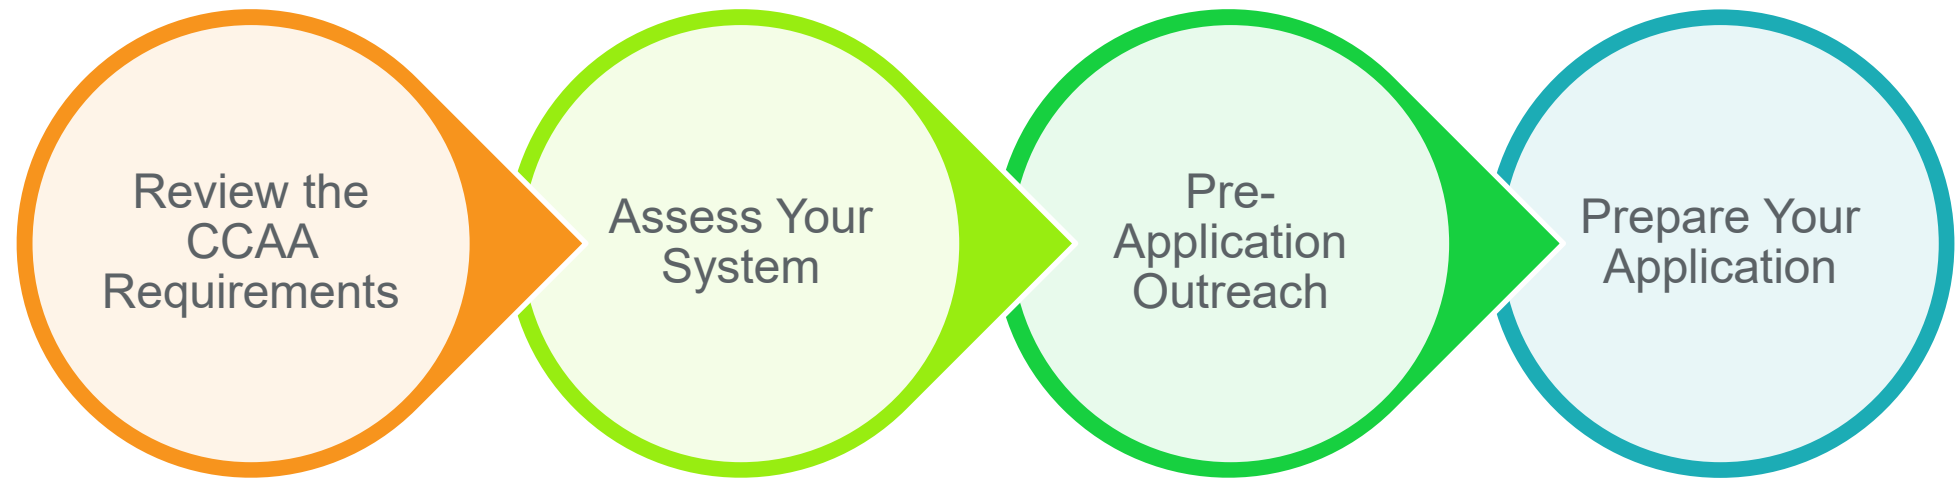 Review the
CCAA
Requirements
Assess Your
System
Pre-
Application
Outreach
Prepare Your
Application